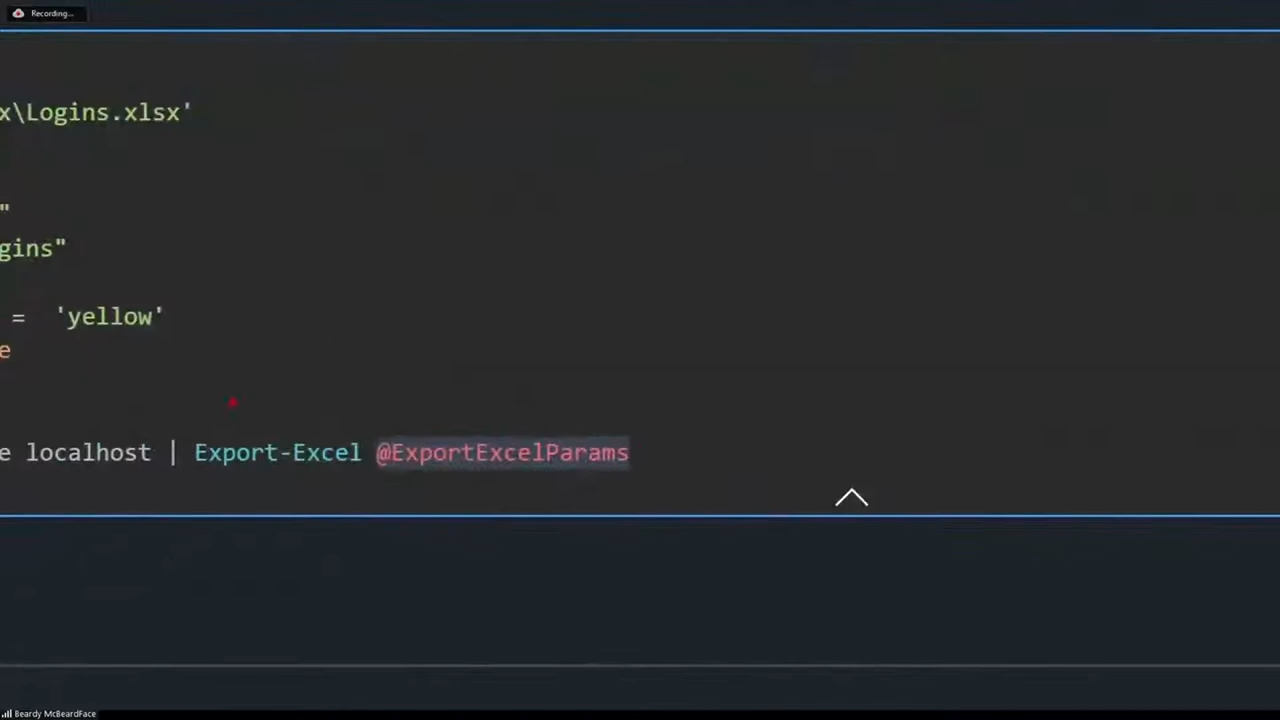 Recording...
x\Logins.xlsx'
"
gins"
= 'yellow'
e
e localhost | Export-Excel @ExportExcelParams
Beardy McBeardFace